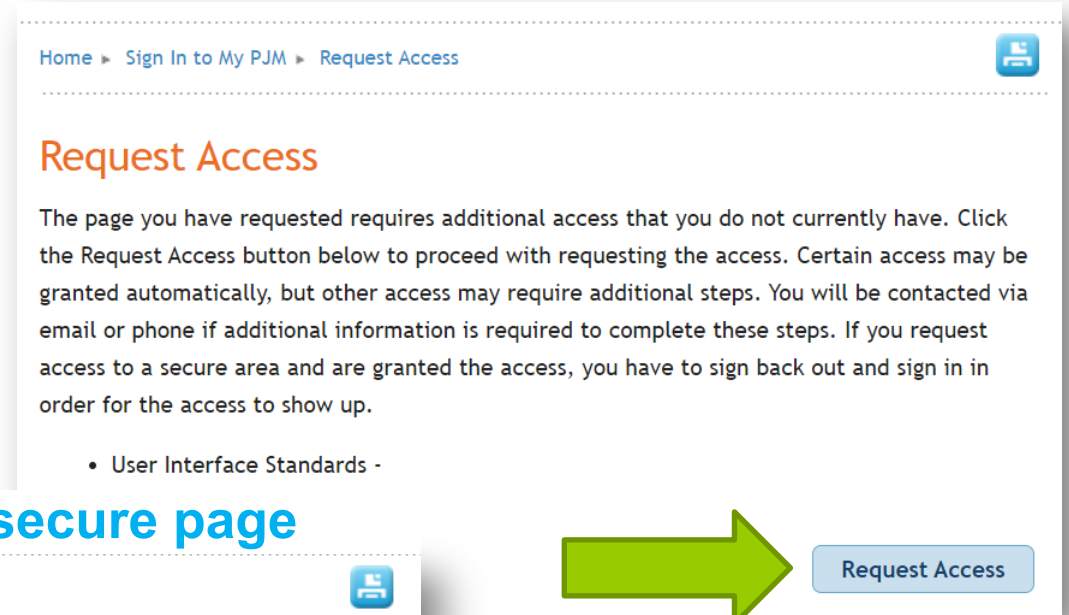 Home ▸ Sign In to My PJM ▸ Request Access
Request Access
The page you have requested requires additional access that you do not currently have. Click
the Request Access button below to proceed with requesting the access. Certain access may be
granted automatically, but other access may require additional steps. You will be contacted via
email or phone if additional information is required to complete these steps. If you request
access to a secure area and are granted the access, you have to sign back out and sign in in
order for the access to show up.
• User Interface Standards -
secure page
Request Access